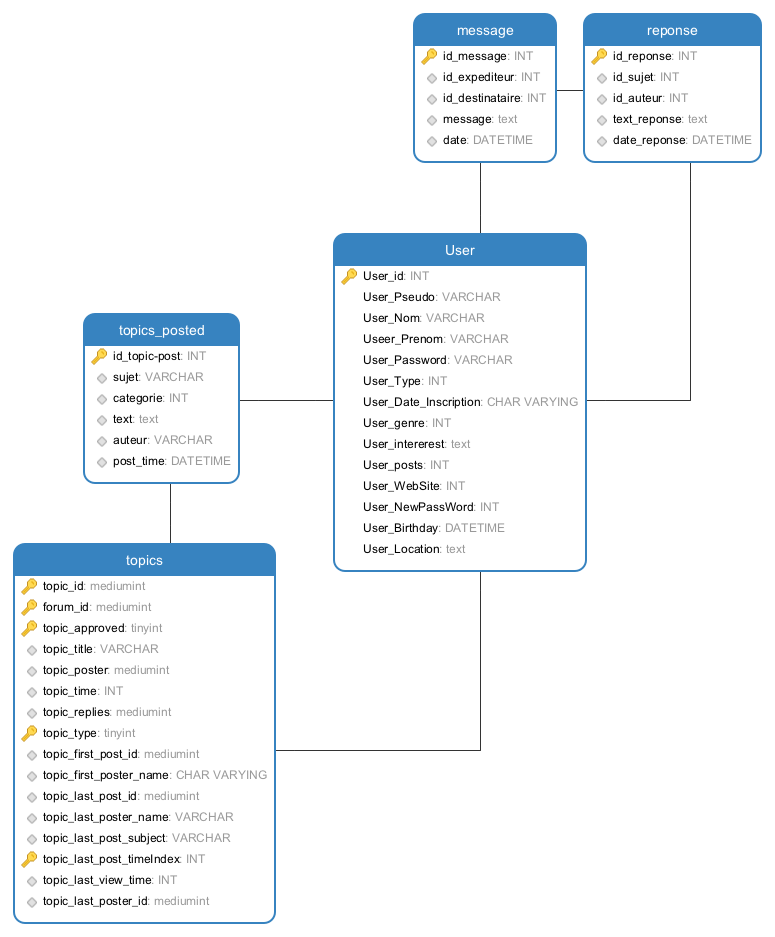 message
id_message: INT
id_expediteur: INT
id_destinataire: INT
message: text
date: DATETIME
reponse
id_reponse: INT
id_sujet: INT
id_auteur: INT
text_reponse: text
date_reponse: DATETIME
User
User_id: INT
User_Pseudo: VARCHAR
User_Nom: VARCHAR
Useer_Prenom: VARCHAR
User_Password: VARCHAR
User_Type: INT
User_Date_Inscription: CHAR VARYING
User_genre: INT
User_intererest: text
User_posts: INT
User_WebSite: INT
User_NewPassWord: INT
User_Birthday: DATETIME
User_Location: text
topics_posted
id_topic-post: INT
sujet: VARCHAR
categorie: INT
text: text
auteur: VARCHAR
post_time: DATETIME
topics
topic_id: mediumint
forum_id: mediumint
topic_approved: tinyint
topic_title: VARCHAR
topic_poster: mediumint
topic_time: INT
topic_replies: mediumint
topic_type: tinyint
topic_first_post_id: mediumint
topic_first_poster_name: CHAR VARYING
topic_last_post_id: mediumint
topic_last_poster_name: VARCHAR
topic_last_post_subject: VARCHAR
topic_last_post_timeIndex: INT
topic_last_view_time: INT
topic_last_poster_id: mediumint